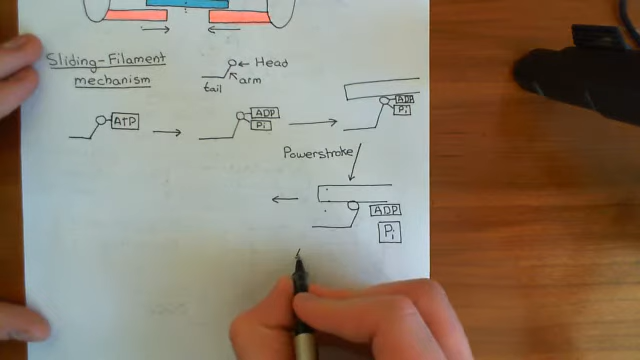 Sliding-Filament
mechanism
Head
arm
tail
ATP
ADP
Pi
ADP
Pi
Powerstroke
ADP
Pi